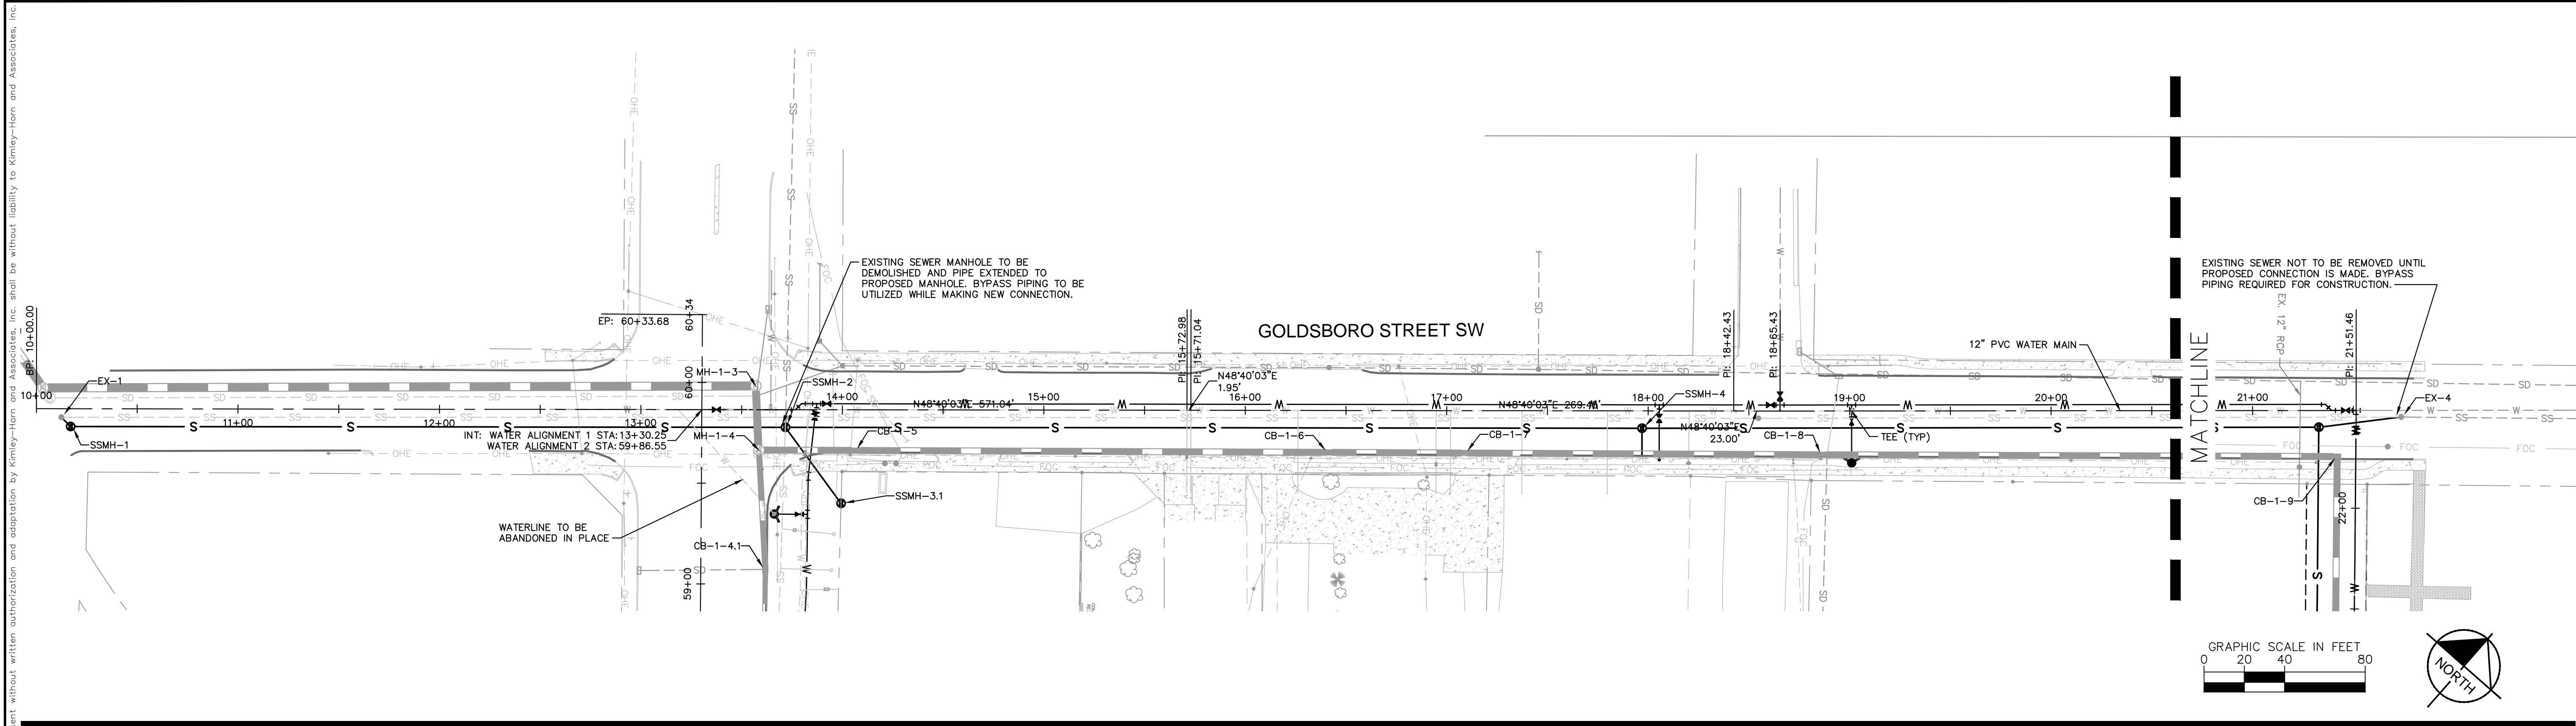 ment without written authorization and adaptation by Kimley-Horn and Associates, Inc. shall be without liability to Kimley-Horn and Associates, Inc.
EXISTING SEWER MANHOLE TO BE
DEMOLISHED AND PIPE EXTENDED TO
PROPOSED MANHOLE. BYPASS PIPING TO BE
UTILIZED WHILE MAKING NEW CONNECTION.
EXISTING SEWER NOT TO BE REMOVED UNTIL
PROPOSED CONNECTION IS MADE. BYPASS
PIPING REQUIRED FOR CONSTRUCTION.
GOLDSBORO STREET SW
MATCHLINE
BP: 10+00.00
10+00
EX-1
SSMH-1
11+00
12+00
13+00
EP: 60+33.68
60+34
60+00
59+00
MH-1-3
MH-1-4
INT: WATER ALIGNMENT 1 STA:13+30.25
WATER ALIGNMENT 2 STA:59+86.55
WATERLINE TO BE
ABANDONED IN PLACE
CB-1-4.1
SSMH-2
14+00
N48°40'03"E 571.04'
CB-1-5
SSMH-3.1
15+00
PI: 15+72.98
PI: 15+71.04
N48°40'03"E
1.95'
16+00
CB-1-6
17+00
CB-1-7
18+00
SSMH-4
PI: 18+42.43
PI: 18+65.43
N48°40'03"E
23.00'
CB-1-8
19+00
TEE (TYP)
12" PVC WATER MAIN
20+00
21+00
EX. 12" RCP
PI: 21+51.46
EX-4
CB-1-9
22+00
OHE
SD
SS
W
S
FOC
GRAPHIC SCALE IN FEET
0 20 40 80
NORTH